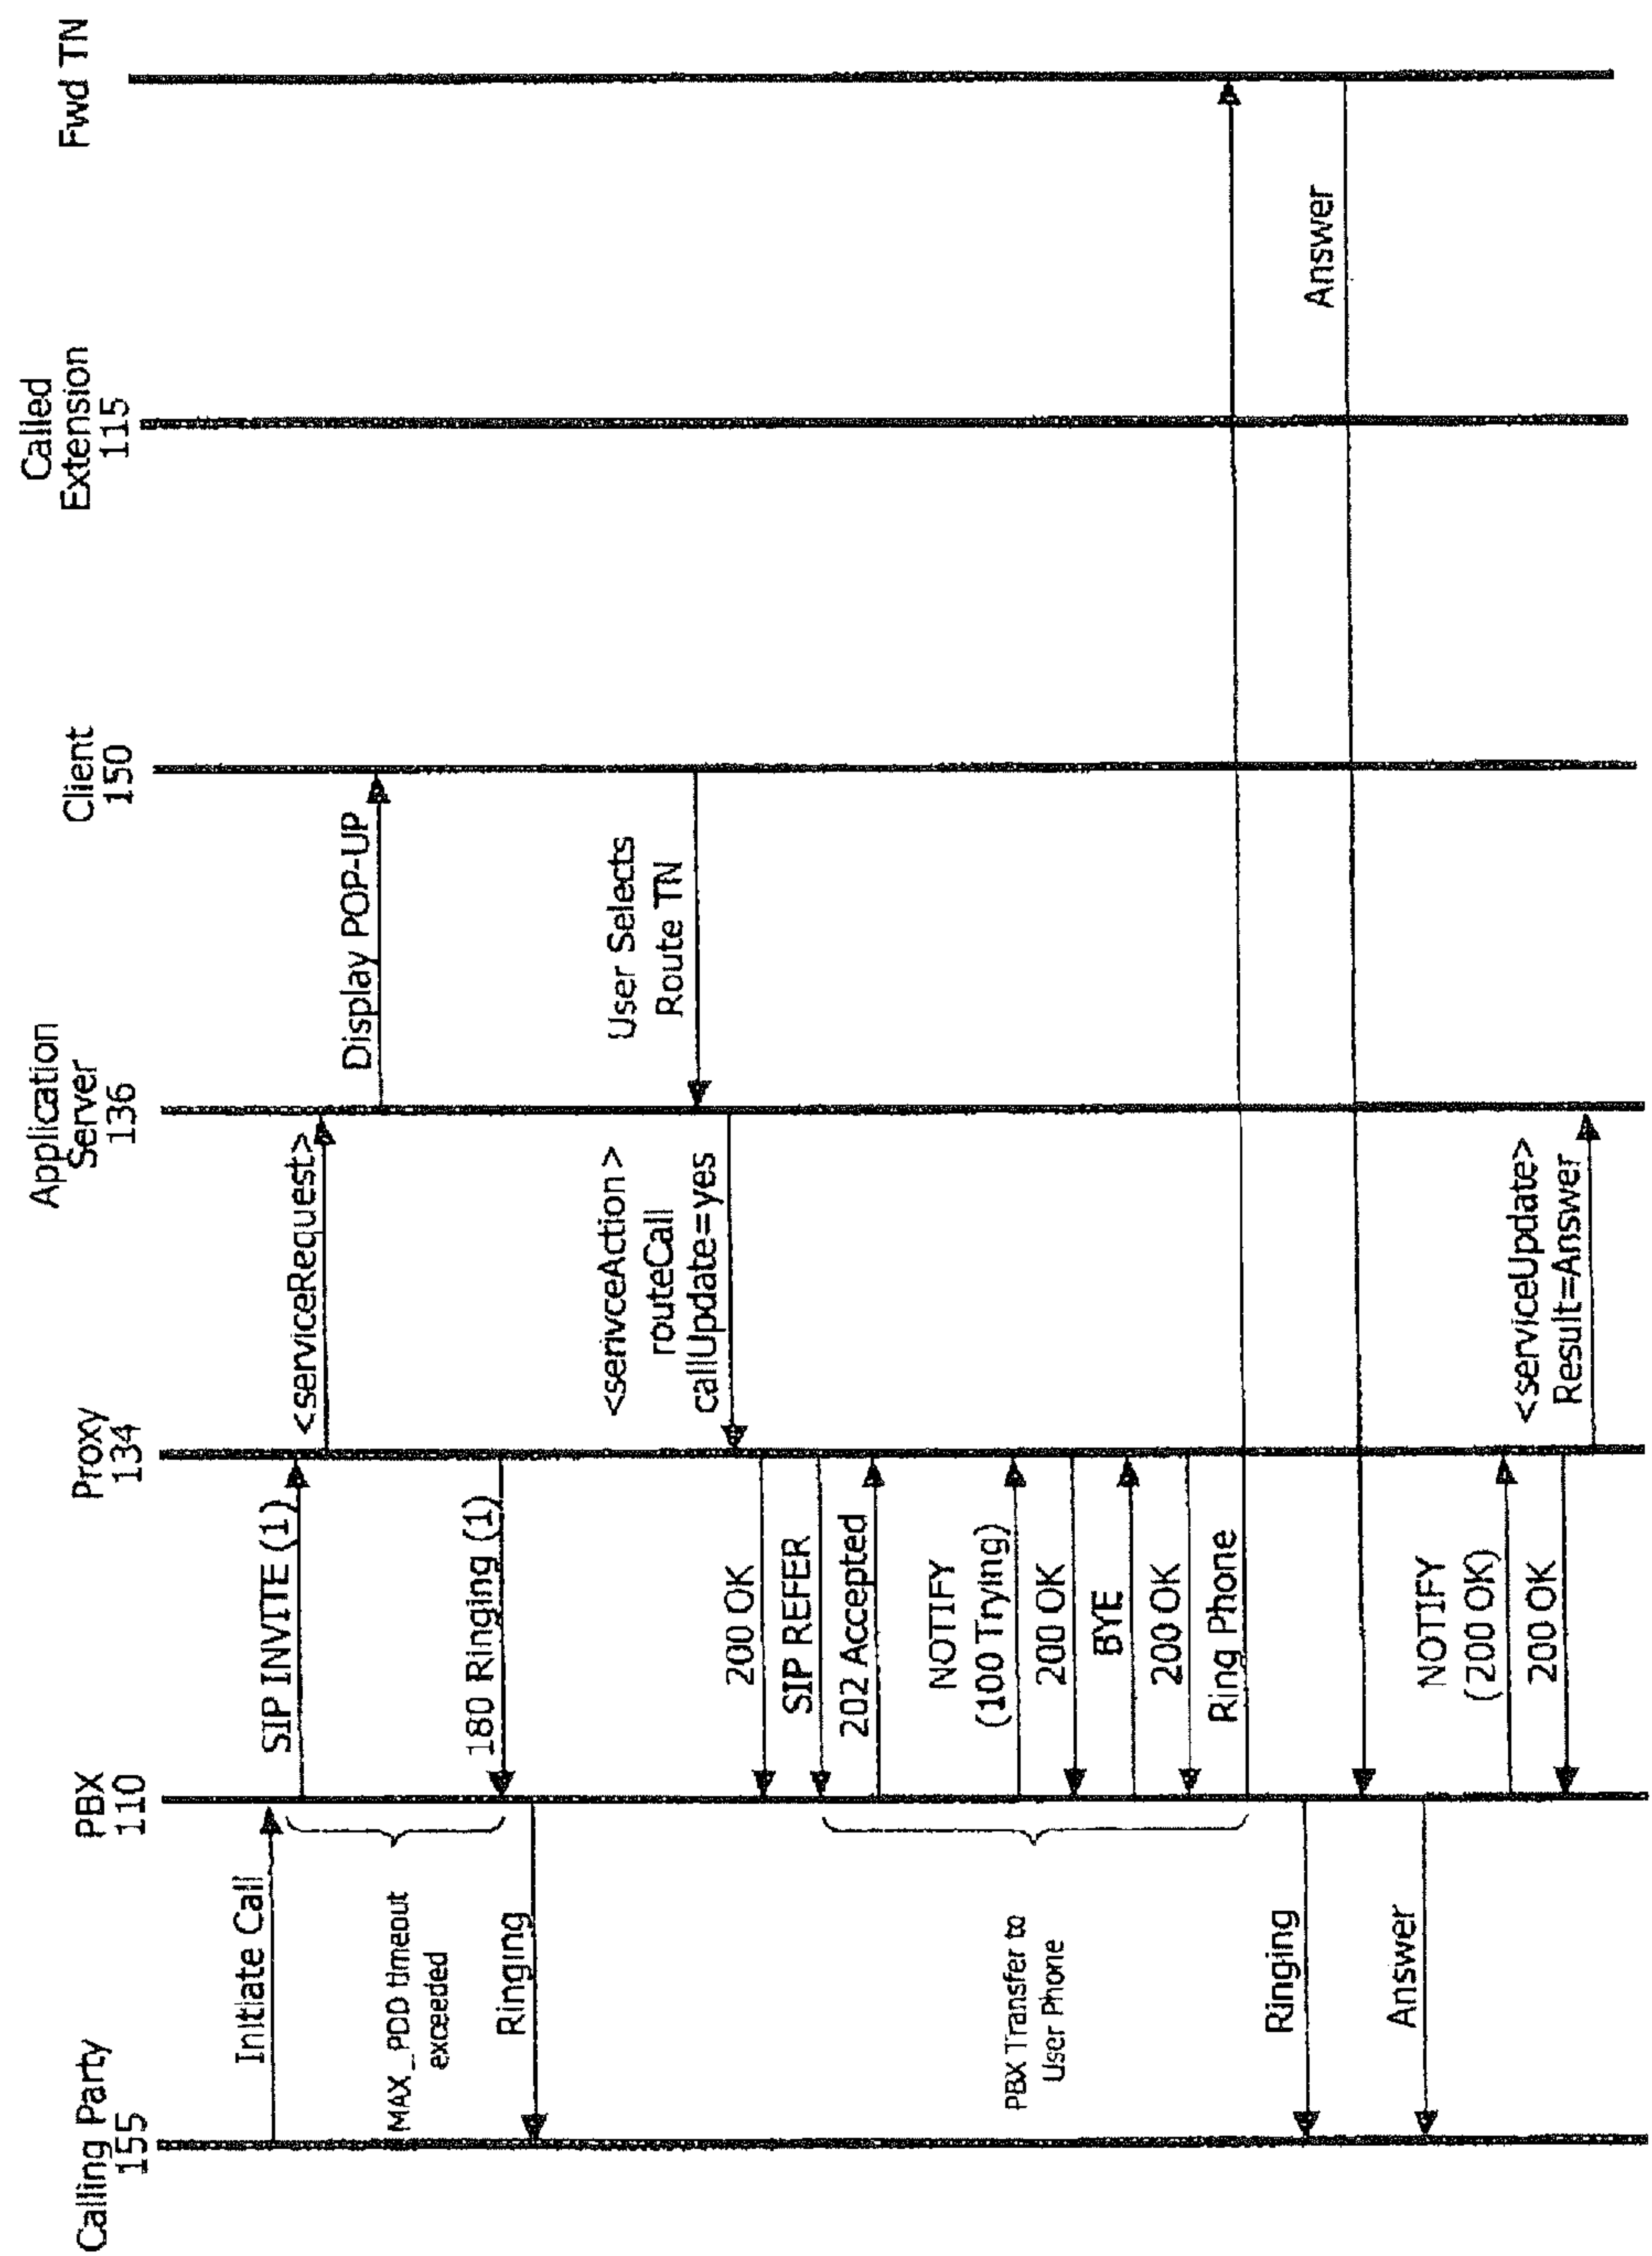 Calling Party
155
PBX
110
Proxy
134
Application
Server
136
Client
150
Called
Extension
115
Fwd TN
Initiate Call
SIP INVITE (1)
<serviceRequest>
Display POP-UP
MAX_PDD timeout
exceeded
180 Ringing (1)
Ringing
User Selects
Route TN
<serivceAction>
routeCall
callUpdate=yes
200 OK
SIP REFER
202 Accepted
NOTIFY
(100 Trying)
200 OK
BYE
200 OK
Ring Phone
PBX Transfer to
User Phone
Ringing
Answer
Answer
NOTIFY
(200 OK)
200 OK
<serviceUpdate>
Result=Answer